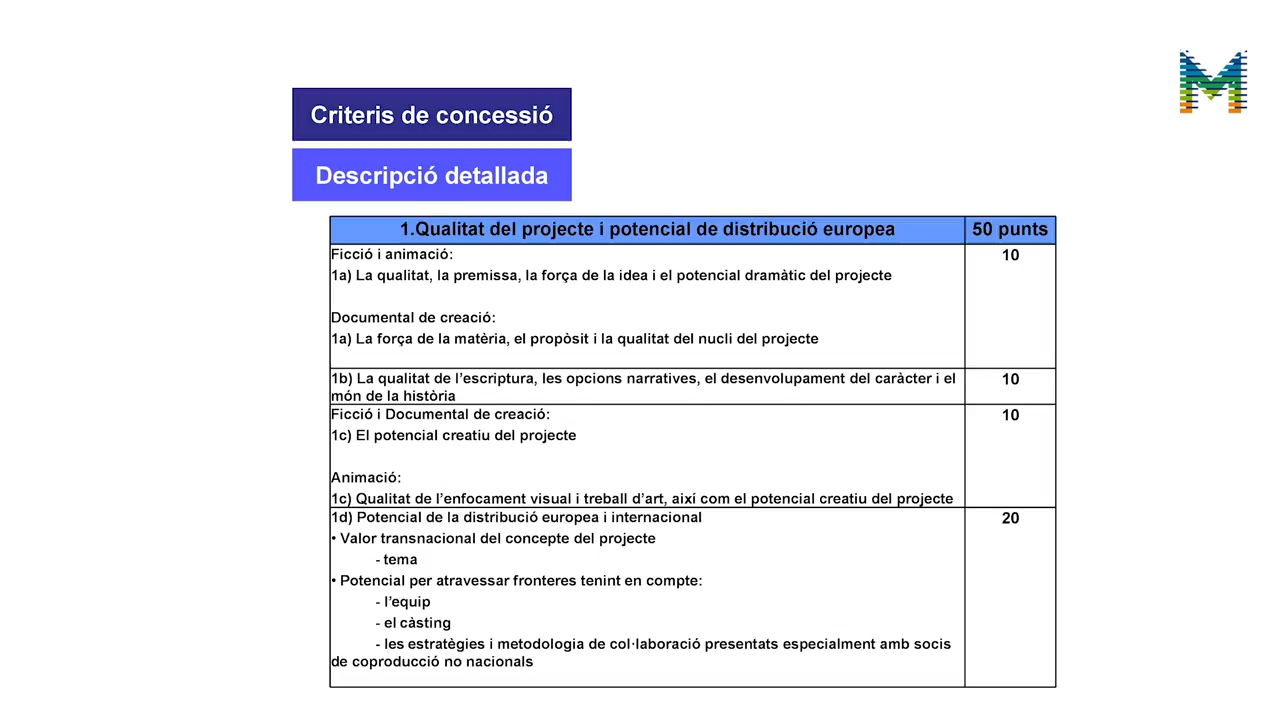 Criteris de concessió
Descripció detallada
1.Qualitat del projecte i potencial de distribució europea 50 punts
Ficció i animació: 10
1a) La qualitat, la premissa, la força de la idea i el potencial dramàtic del projecte
Documental de creació:
1a) La força de la matèria, el propòsit i la qualitat del nucli del projecte
1b) La qualitat de l’escriptura, les opcions narratives, el desenvolupament del caràcter i el 10
món de la història
Ficció i Documental de creació: 10
1c) El potencial creatiu del projecte
Animació:
1c) Qualitat de l’enfocament visual i treball d’art, així com el potencial creatiu del projecte
1d) Potencial de la distribució europea i internacional 20
• Valor transnacional del concepte del projecte
- tema
• Potencial per atravessar fronteres tenint en compte:
- l’equip
- el càsting
- les estratègies i metodologia de col·laboració presentats especialment amb socis
de coproducció no nacionals